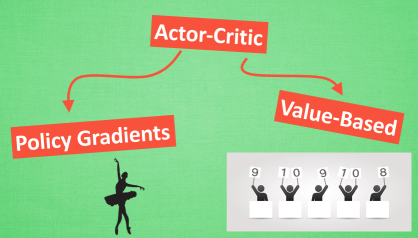 Actor-Critic
Policy Gradients
Value-Based
9 10 9 10 8